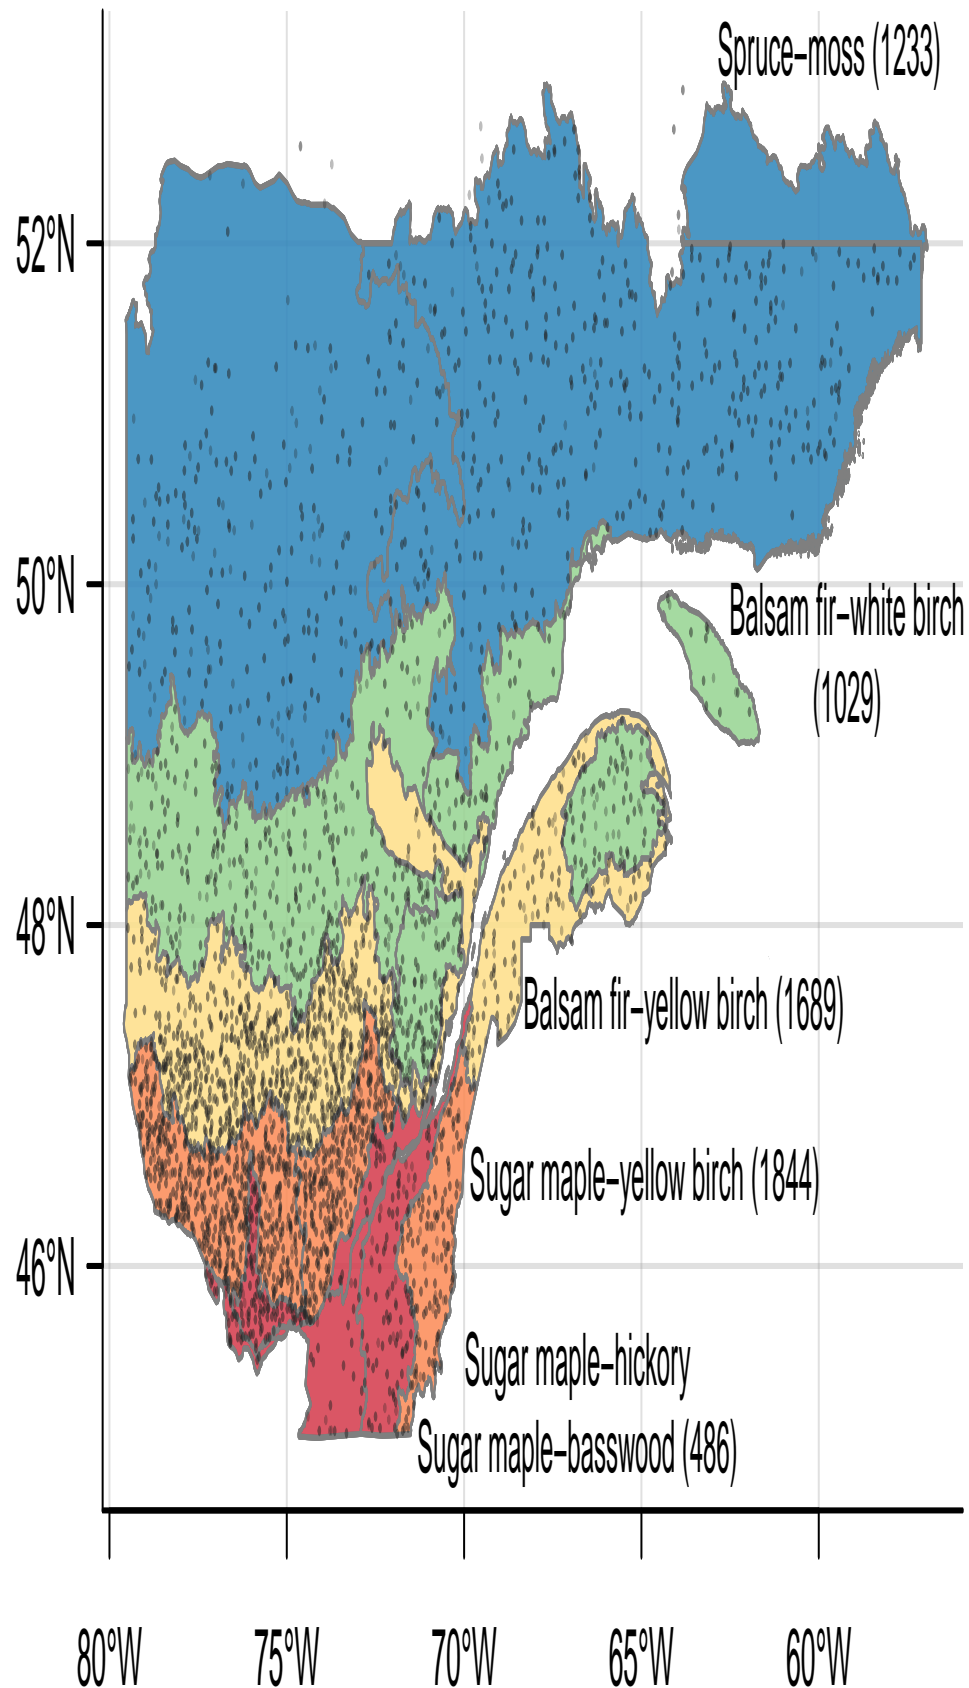 Spruce–moss (1233)
52°N
50°N
Balsam fir–white birch
(1029)
48°N
Balsam fir–yellow birch (1689)
Sugar maple–yellow birch (1844)
46°N
Sugar maple–hickory
Sugar maple–basswood (486)
80°W 75°W 70°W 65°W 60°W